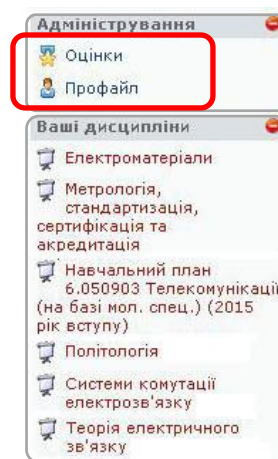 Адміністрування
Оцінки
Профайл
Ваші дисципліни
Електроматеріали
Метрологія,
стандартизація,
сертифікація та
акредитація
Навчальний план
6.050903 Телекомунікації
(на базі мол. спец.) (2015
рік вступу)
Політологія
Системи комутації
електрозв'язку
Теорія електричного
зв'язку